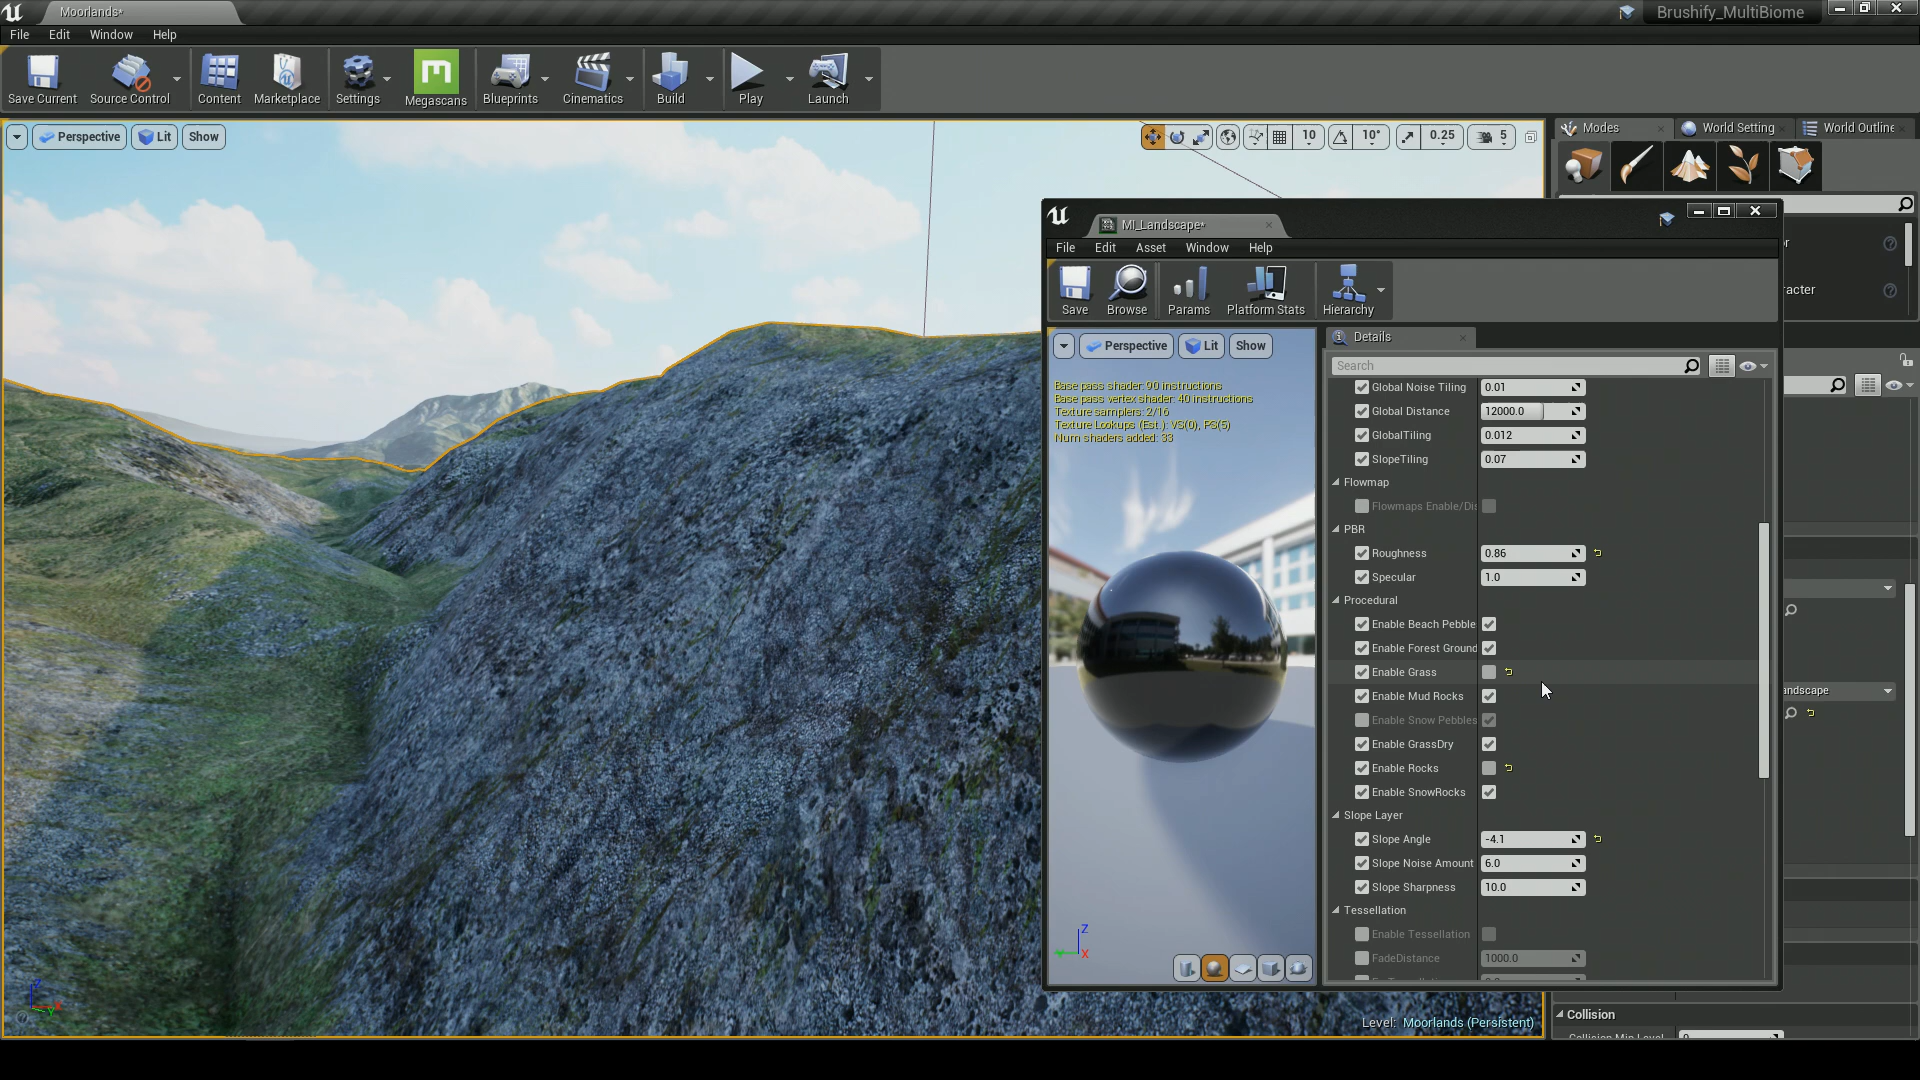 Moorlands*
Brushify_MultiBiome
File Edit Window Help
Save Current
Source Control
Content
Marketplace
Settings
Megascans
Blueprints
Cinematics
Build
Play
Launch
Perspective Lit Show
10 10° 0.25 5
Modes
World Setting
World Outline
MI_Landscape*
File Edit Asset Window Help
racter
Save
Browse
Params
Platform Stats
Hierarchy
Perspective Lit Show
Base pass shader: 90 instructions
Base pass vertex shader: 40 instructions
Texture samplers: 2/16
Texture Lookups (Est.): VS(0), PS(5)
Num shaders added: 33
Details
Search
Global Noise Tiling 0.01
Global Distance 12000.0
GlobalTiling 0.012
SlopeTiling 0.07
Flowmap
Flowmaps Enable/Dis
PBR
Roughness 0.86
Specular 1.0
Procedural
Enable Beach Pebble
Enable Forest Ground
Enable Grass
Enable Mud Rocks
Enable Snow Pebbles
Enable GrassDry
Enable Rocks
Enable SnowRocks
Slope Layer
Slope Angle -4.1
Slope Noise Amount 6.0
Slope Sharpness 10.0
Tessellation
Enable Tessellation
FadeDistance 1000.0
andscape
Z
X
Level: Moorlands (Persistent)
Collision
Collision Mip Level 0